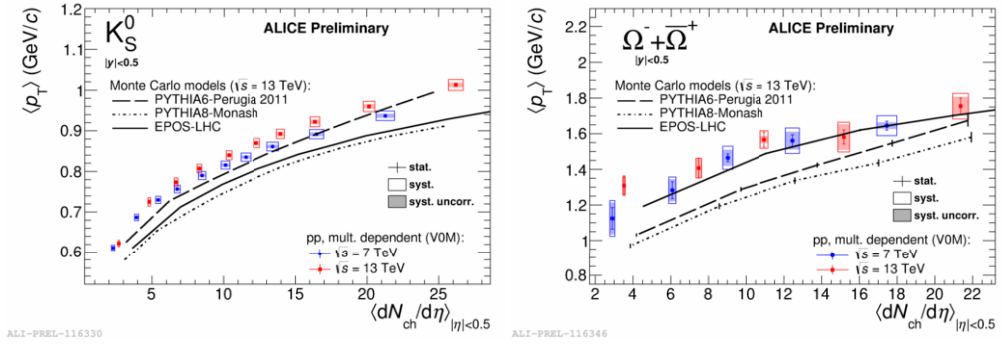 ⟨p_T⟩ (GeV/c)
1.2
1.1
1
0.9
0.8
0.7
0.6
K⁰_S
|y|<0.5
ALICE Preliminary
Monte Carlo models (√s = 13 TeV):
PYTHIA6-Perugia 2011
PYTHIA8-Monash
EPOS-LHC
stat.
syst.
syst. uncorr.
pp, mult. dependent (V0M):
√s = 7 TeV
√s = 13 TeV
5 10 15 20 25
⟨dN_ch/dη⟩_|η|<0.5
ALI-PREL-116330
⟨p_T⟩ (GeV/c)
2.2
2
1.8
1.6
1.4
1.2
1
0.8
Ω⁻+Ω̅⁺
|y|<0.5
ALICE Preliminary
Monte Carlo models (√s = 13 TeV):
PYTHIA6-Perugia 2011
PYTHIA8-Monash
EPOS-LHC
stat.
syst.
syst. uncorr.
pp, mult. dependent (V0M):
√s = 7 TeV
√s = 13 TeV
2 4 6 8 10 12 14 16 18 20 22
⟨dN_ch/dη⟩_|η|<0.5
ALI-PREL-116346